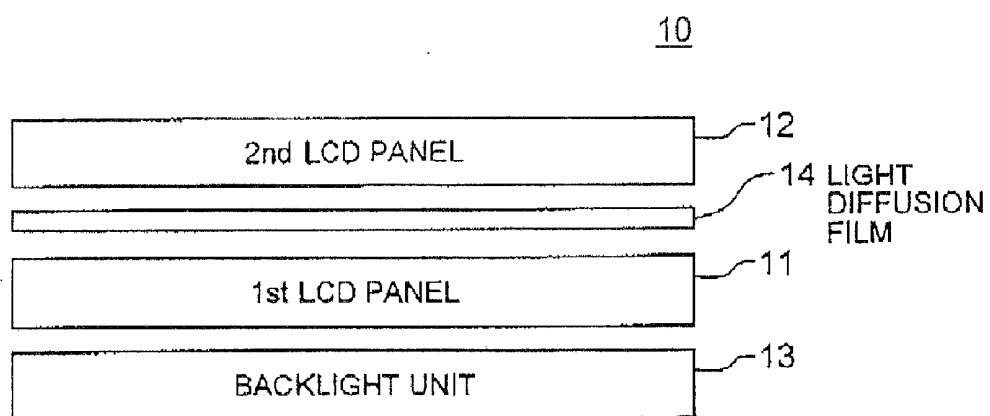 10
2nd LCD PANEL
12
14 LIGHT
DIFFUSION
FILM
1st LCD PANEL
11
BACKLIGHT UNIT
13